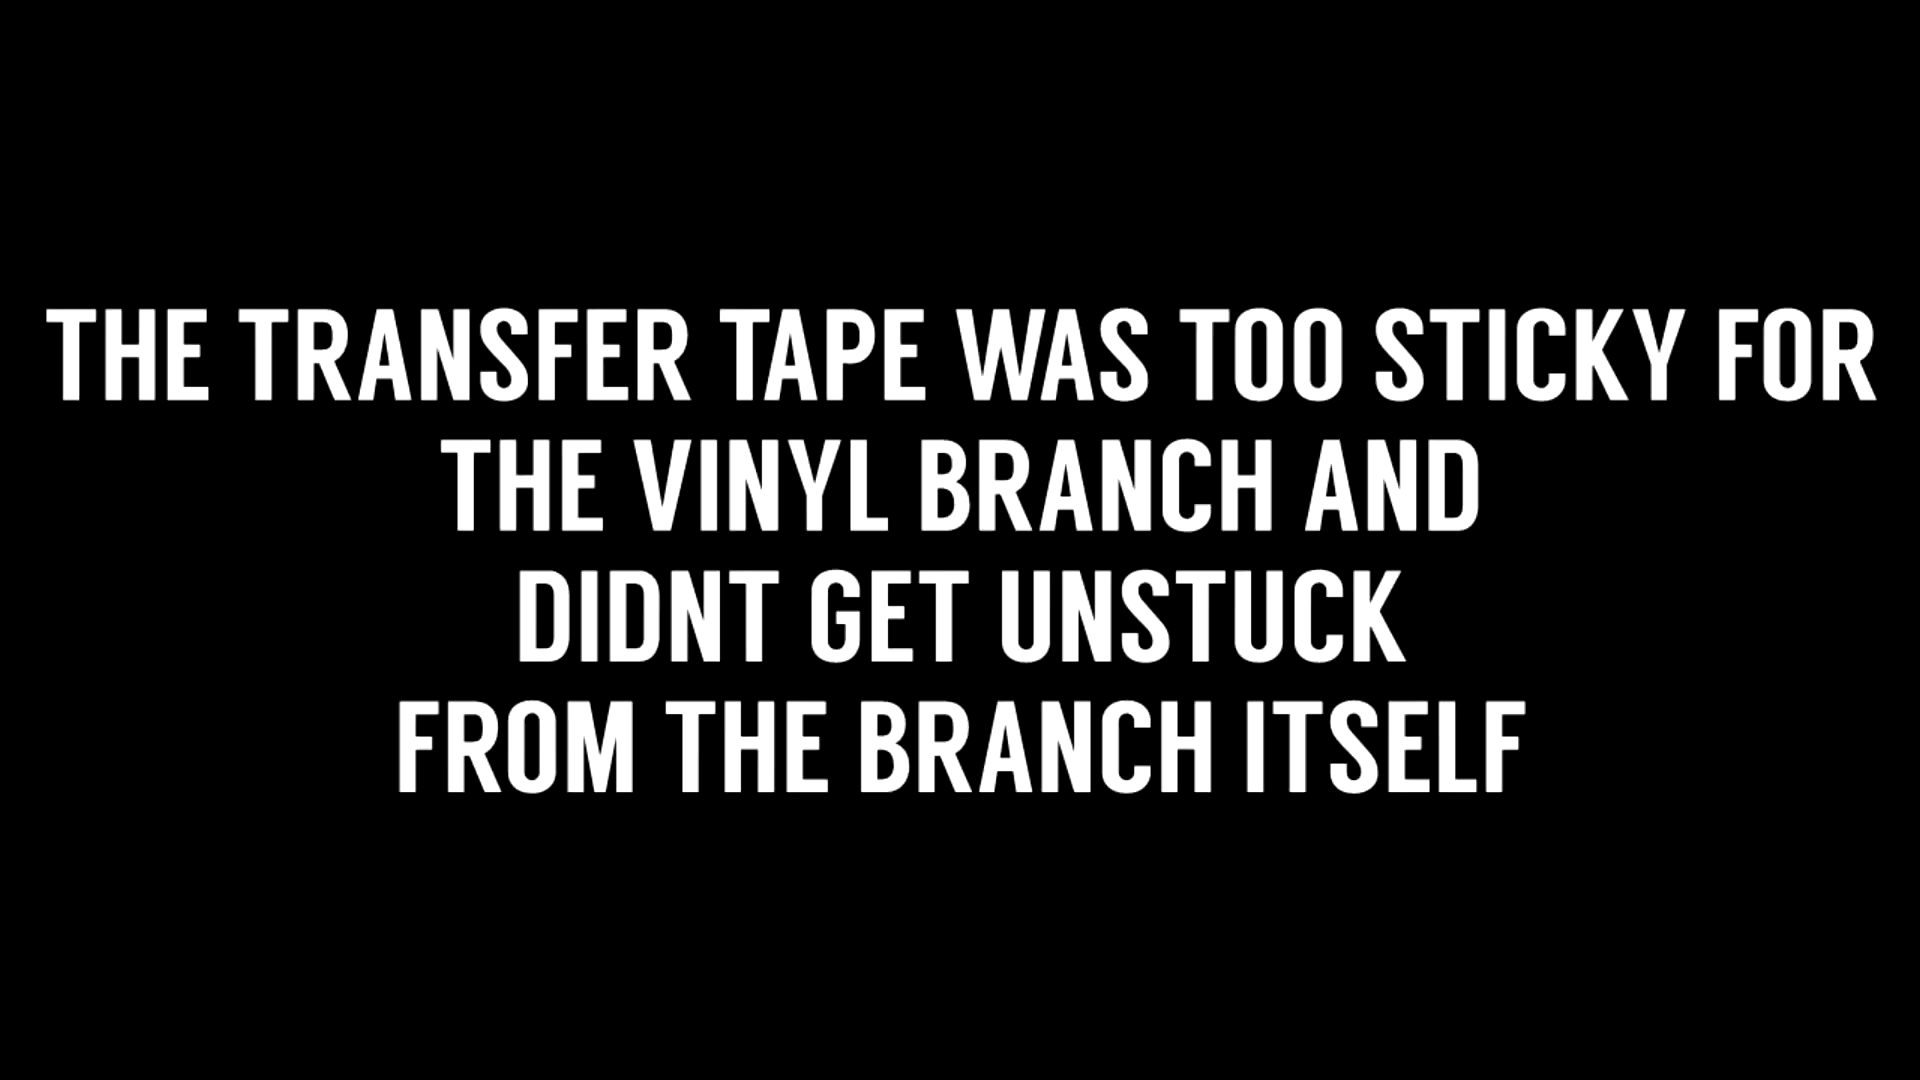 THE TRANSFER TAPE WAS TOO STICKY FOR
THE VINYL BRANCH AND
DIDNT GET UNSTUCK
FROM THE BRANCH ITSELF